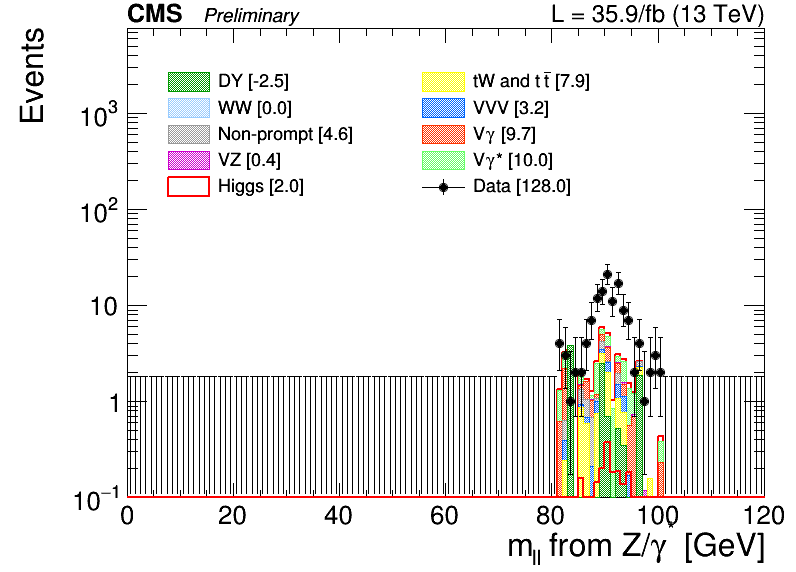 CMS Preliminary L = 35.9/fb (13 TeV)
Events
DY [-2.5] tW and t t̅ [7.9]
WW [0.0] VVV [3.2]
Non-prompt [4.6] Vγ [9.7]
VZ [0.4] Vγ* [10.0]
Higgs [2.0] Data [128.0]
10³
10²
10
1
10⁻¹
0 20 40 60 80 100 120
m_ll from Z/γ* [GeV]